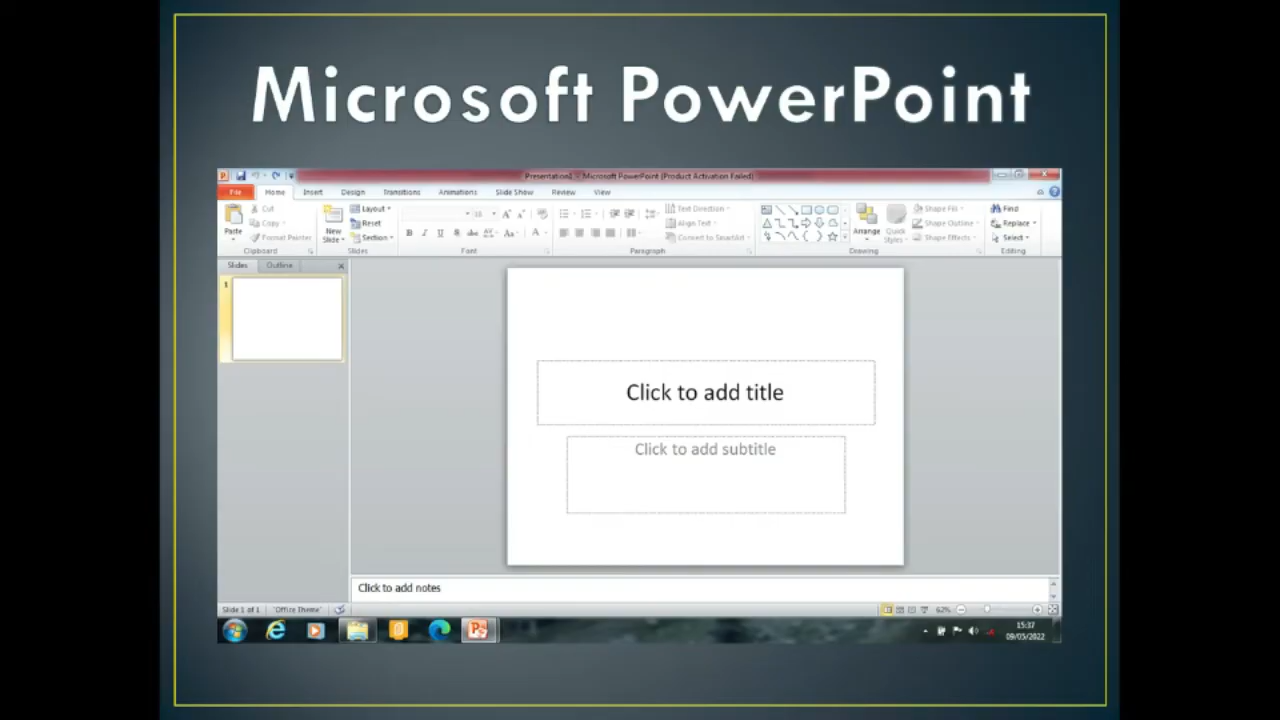 Microsoft PowerPoint
Presentation1 - Microsoft PowerPoint (Product Activation Failed)
File Home Insert Design Transitions Animations Slide Show Review View
Cut
Copy
Format Painter
Paste
Clipboard
New
Slide
Layout
Reset
Section
Slides
B I U S abc AV Aa A
Font
Text Direction
Align Text
Convert to SmartArt
Paragraph
Arrange
Quick
Styles
Shape Fill
Shape Outline
Shape Effects
Drawing
Find
Replace
Select
Editing
Slides Outline
1
Click to add title
Click to add subtitle
Click to add notes
Slide 1 of 1 "Office Theme" 62%
15:37
09/05/2022